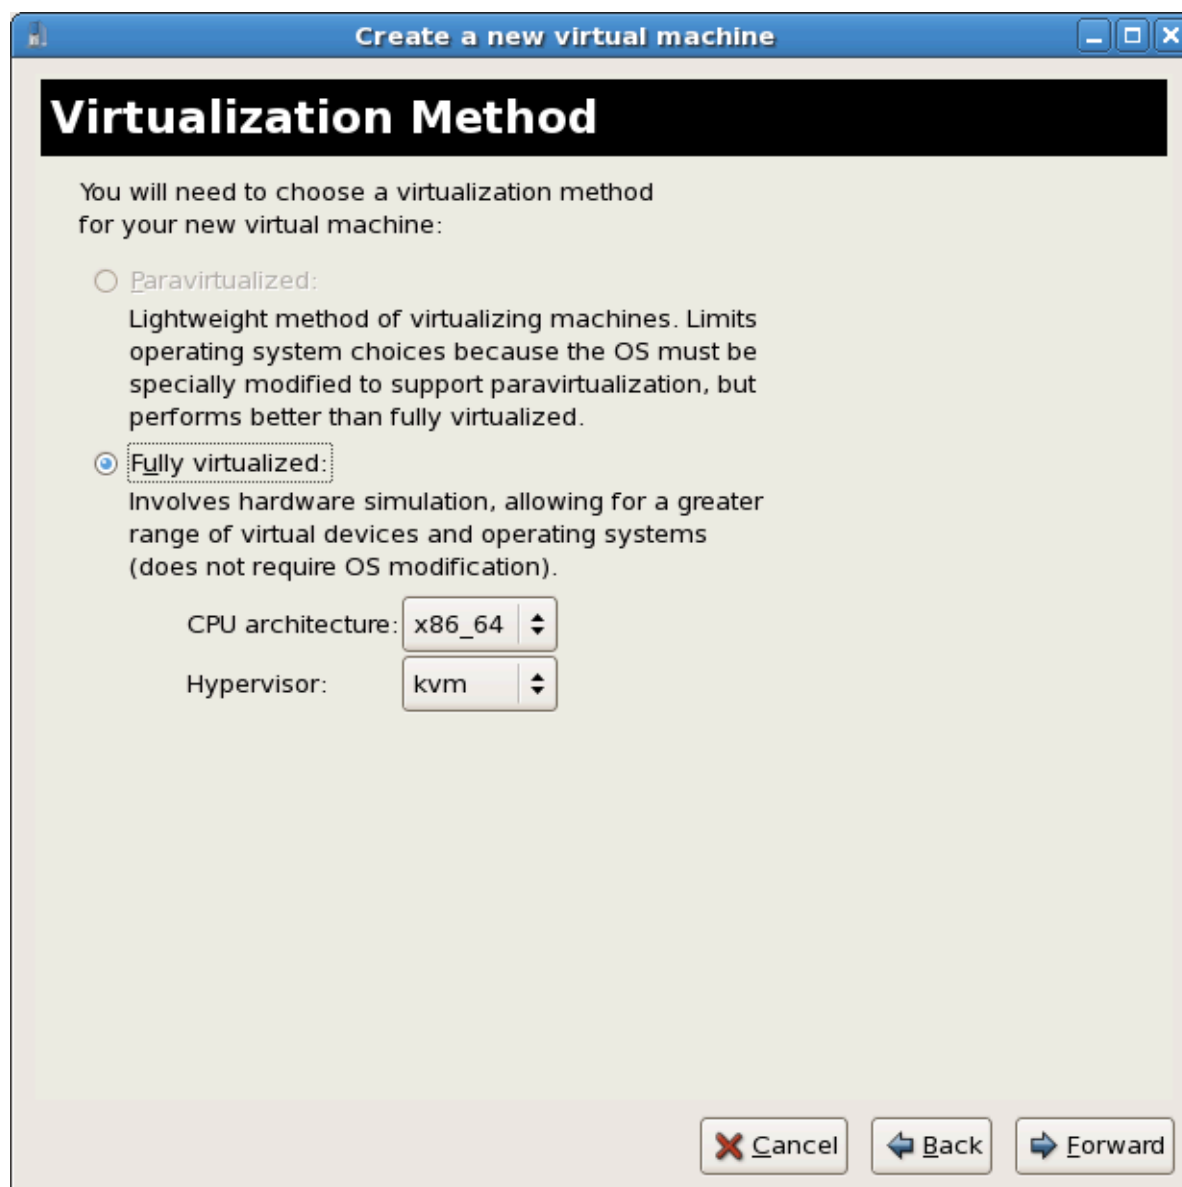 Create a new virtual machine
Virtualization Method
You will need to choose a virtualization method
for your new virtual machine:
Paravirtualized:
Lightweight method of virtualizing machines. Limits
operating system choices because the OS must be
specially modified to support paravirtualization, but
performs better than fully virtualized.
Fully virtualized:
Involves hardware simulation, allowing for a greater
range of virtual devices and operating systems
(does not require OS modification).
CPU architecture: x86_64
Hypervisor: kvm
Cancel Back Forward